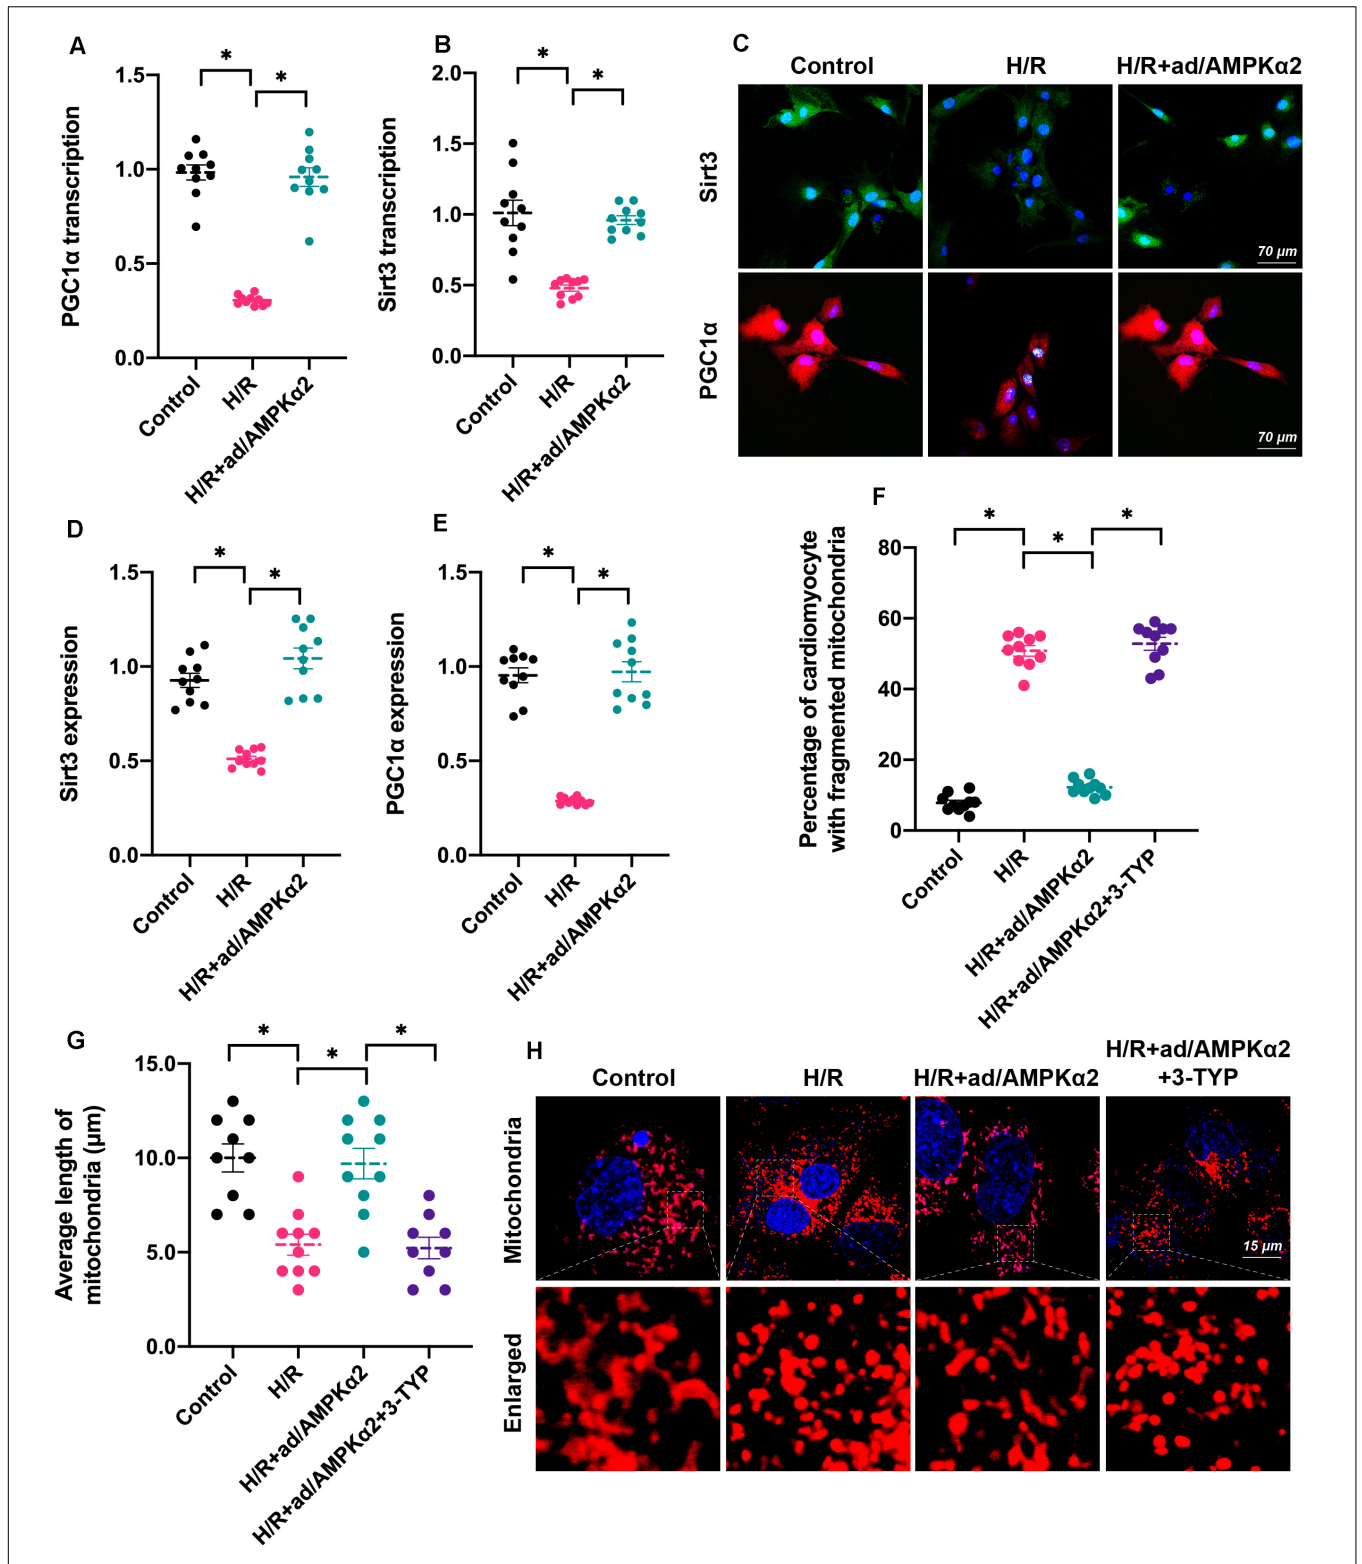 A
PGC1α transcription
1.5
1.0
0.5
0.0
* *
Control
H/R
H/R+ad/AMPKα2
B
Sirt3 transcription
2.0
1.5
1.0
0.5
0.0
* *
Control
H/R
H/R+ad/AMPKα2
C
Control H/R H/R+ad/AMPKα2
Sirt3
70 µm
PGC1α
70 µm
D
Sirt3 expression
1.5
1.0
0.5
0.0
* *
Control
H/R
H/R+ad/AMPKα2
E
PGC1α expression
1.5
1.0
0.5
0.0
* *
Control
H/R
H/R+ad/AMPKα2
F
Percentage of cardiomyocyte
with fragmented mitochondria
80
60
40
20
0
* * *
Control
H/R
H/R+ad/AMPKα2
H/R+ad/AMPKα2+3-TYP
G
Average length of
mitochondria (µm)
15.0
10.0
5.0
0.0
* * *
Control
H/R
H/R+ad/AMPKα2
H/R+ad/AMPKα2+3-TYP
H
Control H/R H/R+ad/AMPKα2 H/R+ad/AMPKα2
+3-TYP
Mitochondria
15 µm
Enlarged